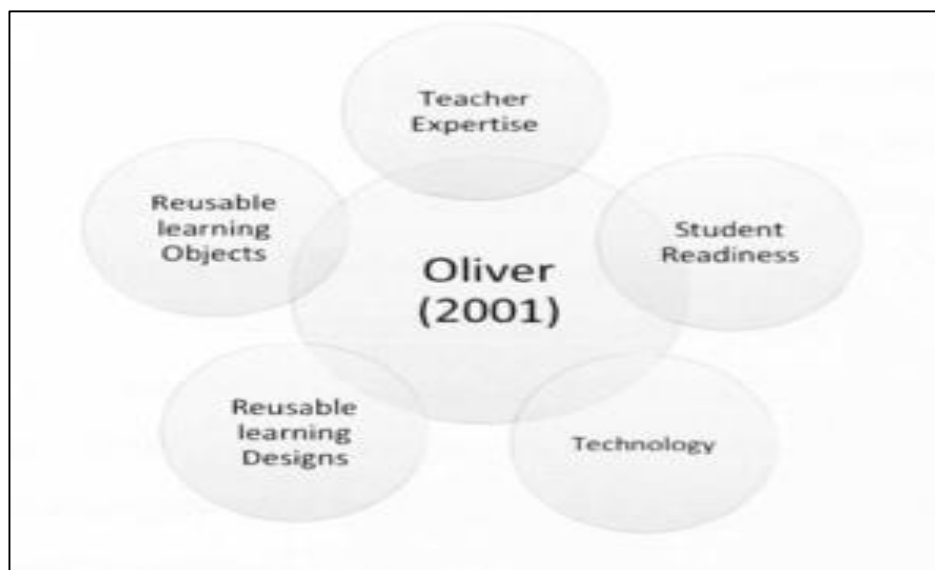 Teacher
Expertise
Reusable
learning
Objects
Student
Readiness
Oliver
(2001)
Reusable
learning
Designs
Technology